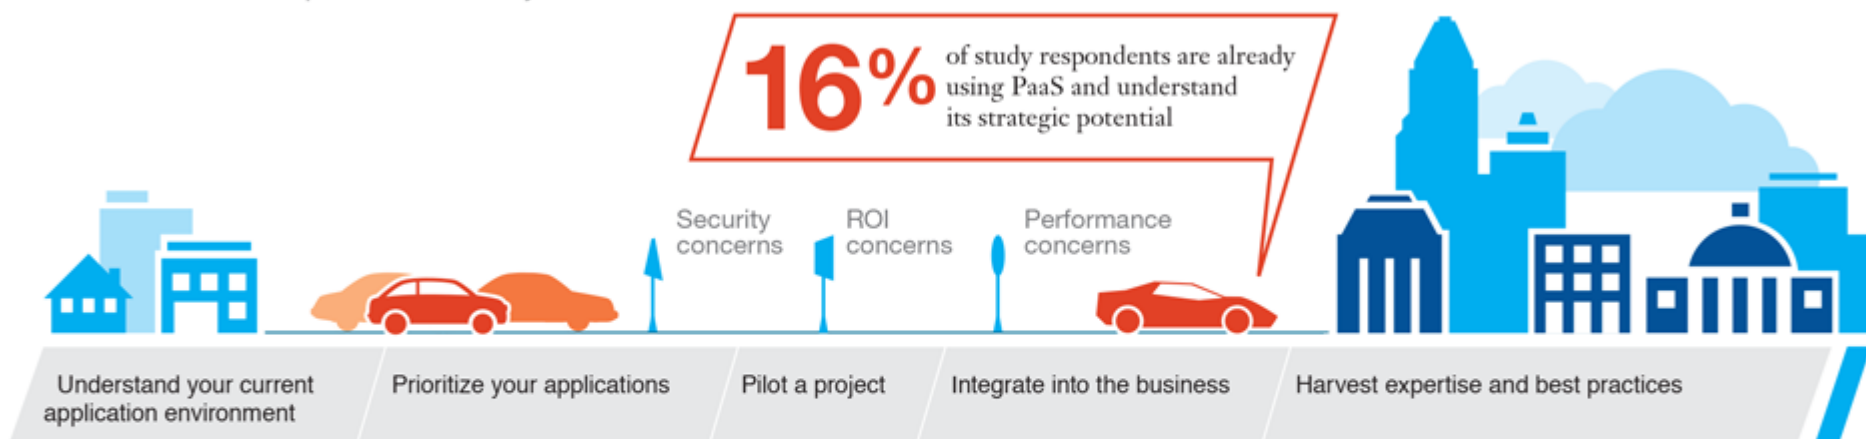 16%
of study respondents are already
using PaaS and understand
its strategic potential
Security
concerns
ROI
concerns
Performance
concerns
Understand your current
application environment
Prioritize your applications
Pilot a project
Integrate into the business
Harvest expertise and best practices